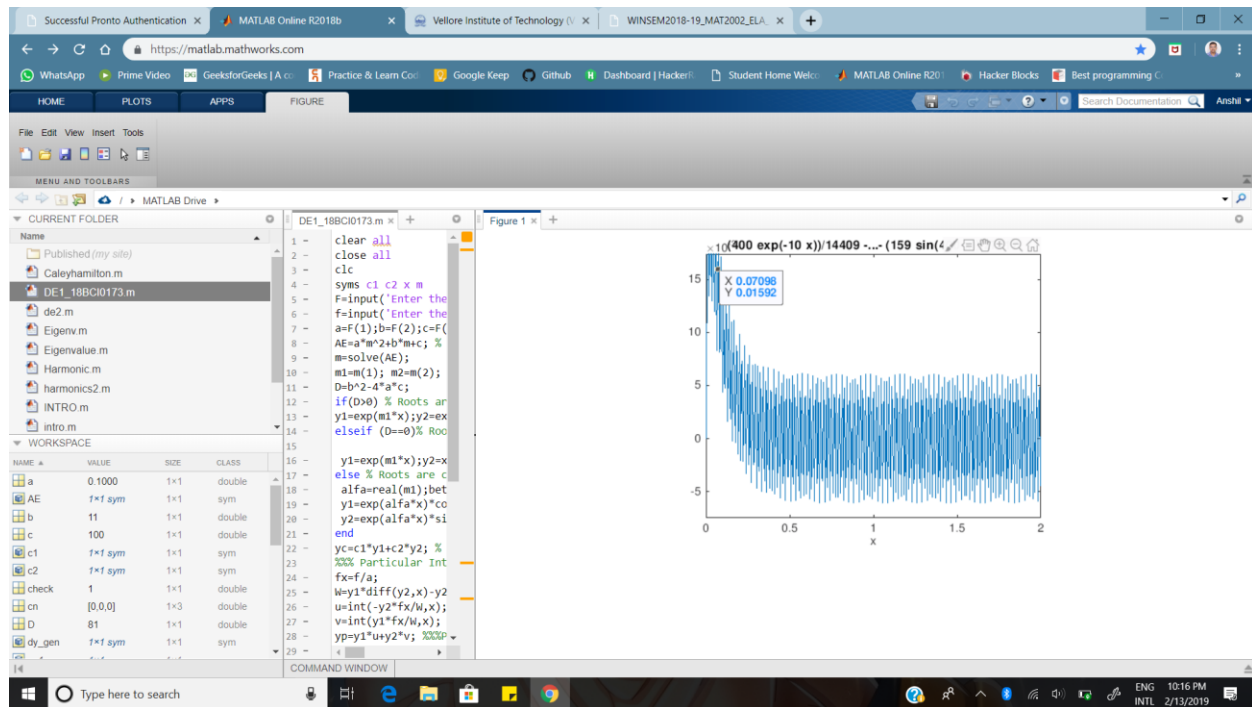 Successful Pronto Authentication
MATLAB Online R2018b
Vellore Institute of Technology (V
WINSEM2018-19_MAT2002_ELA_
https://matlab.mathworks.com
WhatsApp
Prime Video
GeeksforGeeks | A co
Practice & Learn Cod
Google Keep
Github
Dashboard | HackerR
Student Home Welco
MATLAB Online R201
Hacker Blocks
Best programming C
HOME
PLOTS
APPS
FIGURE
Search Documentation
Anshil
File Edit View Insert Tools
MENU AND TOOLBARS
/ › MATLAB Drive ›
CURRENT FOLDER
Name
Published (my site)
Caleyhamilton.m
DE1_18BCI0173.m
de2.m
Eigenv.m
Eigenvalue.m
Harmonic.m
harmonics2.m
INTRO.m
intro.m
WORKSPACE
NAME VALUE SIZE CLASS
a 0.1000 1×1 double
AE 1×1 sym 1×1 sym
b 11 1×1 double
c 100 1×1 double
c1 1×1 sym 1×1 sym
c2 1×1 sym 1×1 sym
check 1 1×1 double
cn [0,0,0] 1×3 double
D 81 1×1 double
dy_gen 1×1 sym 1×1 sym
DE1_18BCI0173.m
1 - clear all
2 - close all
3 - clc
4 - syms c1 c2 x m
5 - F=input('Enter the
6 - f=input('Enter the
7 - a=F(1);b=F(2);c=F(
8 - AE=a*m^2+b*m+c; %
9 - m=solve(AE);
10 - m1=m(1); m2=m(2);
11 - D=b^2-4*a*c;
12 - if(D>0) % Roots ar
13 - y1=exp(m1*x);y2=ex
14 - elseif (D==0)% Roo
15
16 - y1=exp(m1*x);y2=x
17 - else % Roots are c
18 - alfa=real(m1);bet
19 - y1=exp(alfa*x)*co
20 - y2=exp(alfa*x)*si
21 - end
22 - yc=c1*y1+c2*y2; %
23 %%% Particular Int
24 - fx=f/a;
25 - W=y1*diff(y2,x)-y2
26 - u=int(-y2*fx/W,x);
27 - v=int(y1*fx/W,x);
28 - yp=y1*u+y2*v; %%%P
29 -
COMMAND WINDOW
Figure 1
×10 (400 exp(-10 x))/14409 -...- (159 sin(4
X 0.07098
Y 0.01592
15
10
5
0
-5
0 0.5 1 1.5 2
x
Type here to search
ENG 10:16 PM
INTL 2/13/2019